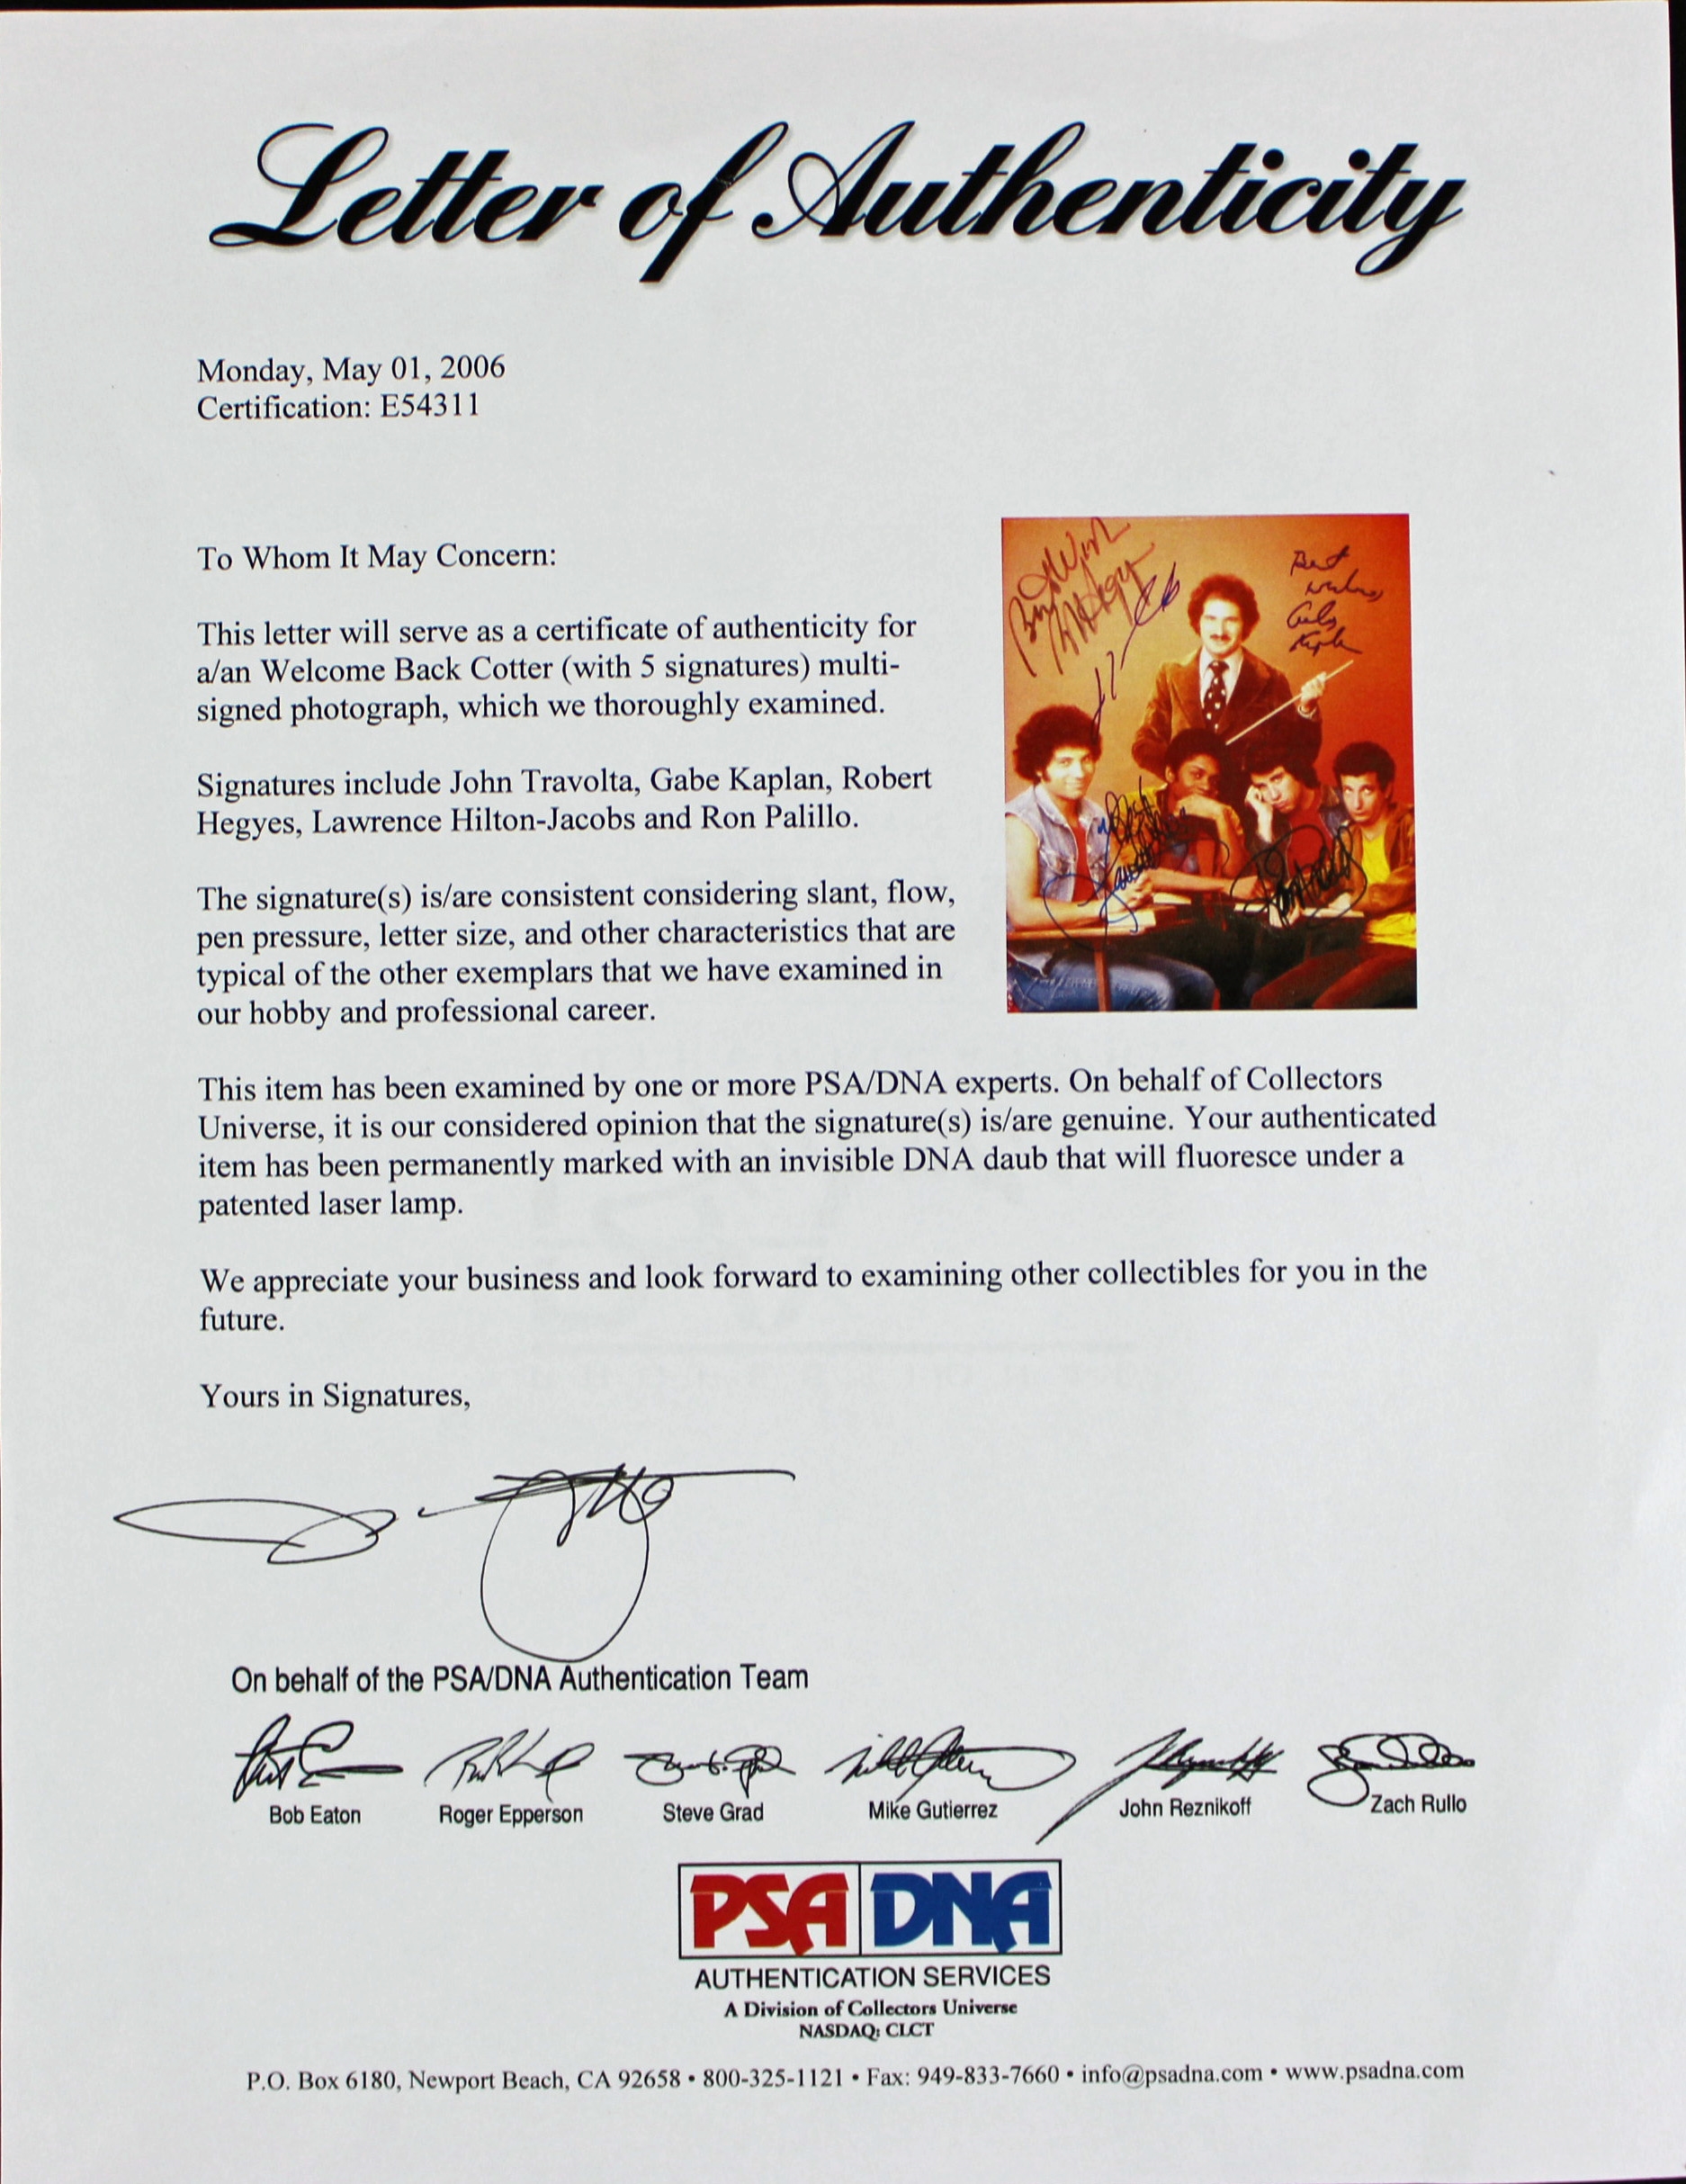 Letter of Authenticity
Monday, May 01, 2006
Certification: E54311
To Whom It May Concern:
This letter will serve as a certificate of authenticity for
a/an Welcome Back Cotter (with 5 signatures) multi-
signed photograph, which we thoroughly examined.
Signatures include John Travolta, Gabe Kaplan, Robert
Hegyes, Lawrence Hilton-Jacobs and Ron Palillo.
The signature(s) is/are consistent considering slant, flow,
pen pressure, letter size, and other characteristics that are
typical of the other exemplars that we have examined in
our hobby and professional career.
Best
wishes
Gabe
Kaplan
This item has been examined by one or more PSA/DNA experts. On behalf of Collectors
Universe, it is our considered opinion that the signature(s) is/are genuine. Your authenticated
item has been permanently marked with an invisible DNA daub that will fluoresce under a
patented laser lamp.
We appreciate your business and look forward to examining other collectibles for you in the
future.
Yours in Signatures,
On behalf of the PSA/DNA Authentication Team
Bob Eaton Roger Epperson Steve Grad Mike Gutierrez John Reznikoff Zach Rullo
PSA DNA
AUTHENTICATION SERVICES
A Division of Collectors Universe
NASDAQ: CLCT
P.O. Box 6180, Newport Beach, CA 92658 • 800-325-1121 • Fax: 949-833-7660 • info@psadna.com • www.psadna.com